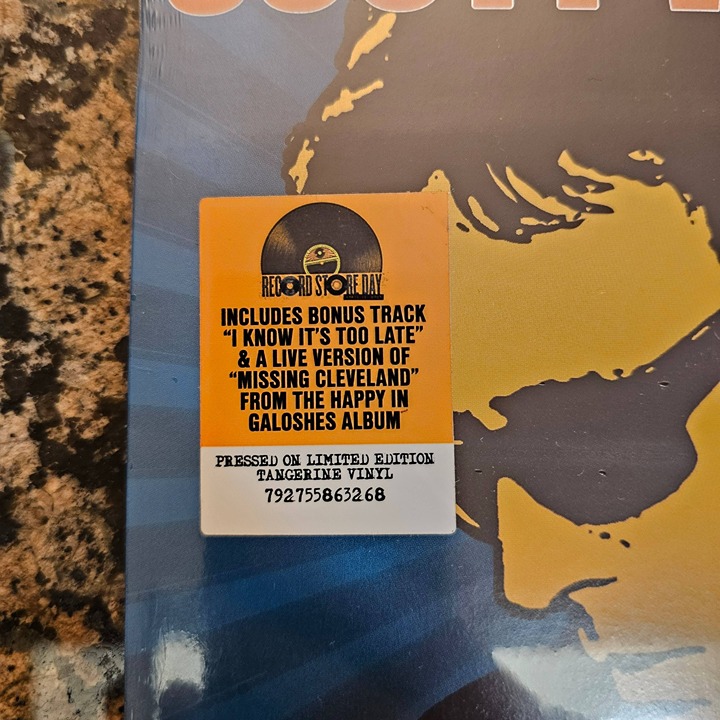 RECORD STORE DAY
INCLUDES BONUS TRACK
“I KNOW IT’S TOO LATE”
& A LIVE VERSION OF
“MISSING CLEVELAND”
FROM THE HAPPY IN
GALOSHES ALBUM
PRESSED ON LIMITED EDITION
TANGERINE VINYL
792755863268